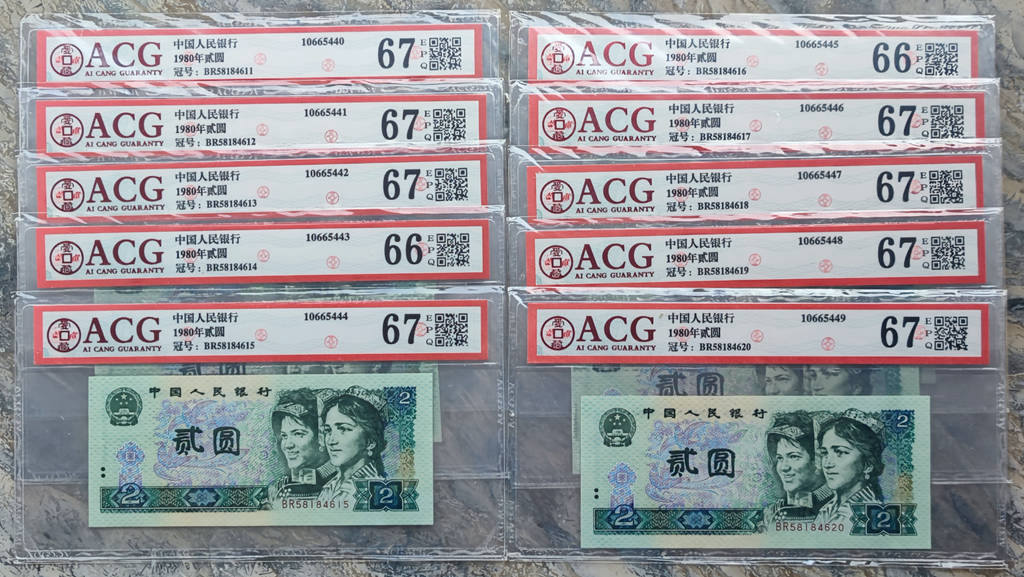 ACG
AI CANG GUARANTY
中国人民银行 10665440
1980年贰圆
冠号：BR58184611
67 EPQ
ACG
AI CANG GUARANTY
中国人民银行 10665441
1980年贰圆
冠号：BR58184612
67 EPQ
ACG
AI CANG GUARANTY
中国人民银行 10665442
1980年贰圆
冠号：BR58184613
67 EPQ
ACG
AI CANG GUARANTY
中国人民银行 10665443
1980年贰圆
冠号：BR58184614
66 EPQ
ACG
AI CANG GUARANTY
中国人民银行 10665444
1980年贰圆
冠号：BR58184615
67 EPQ
中国人民银行
贰圆
2
2
2
BR58184615
ACG
AI CANG GUARANTY
中国人民银行 10665445
1980年贰圆
冠号：BR58184616
66 EPQ
ACG
AI CANG GUARANTY
中国人民银行 10665446
1980年贰圆
冠号：BR58184617
67 EPQ
ACG
AI CANG GUARANTY
中国人民银行 10665447
1980年贰圆
冠号：BR58184618
67 EPQ
ACG
AI CANG GUARANTY
中国人民银行 10665448
1980年贰圆
冠号：BR58184619
67 EPQ
ACG
AI CANG GUARANTY
中国人民银行 10665449
1980年贰圆
冠号：BR58184620
67 EPQ
贰圆
中国人民银行
贰圆
2
2
2
BR58184620